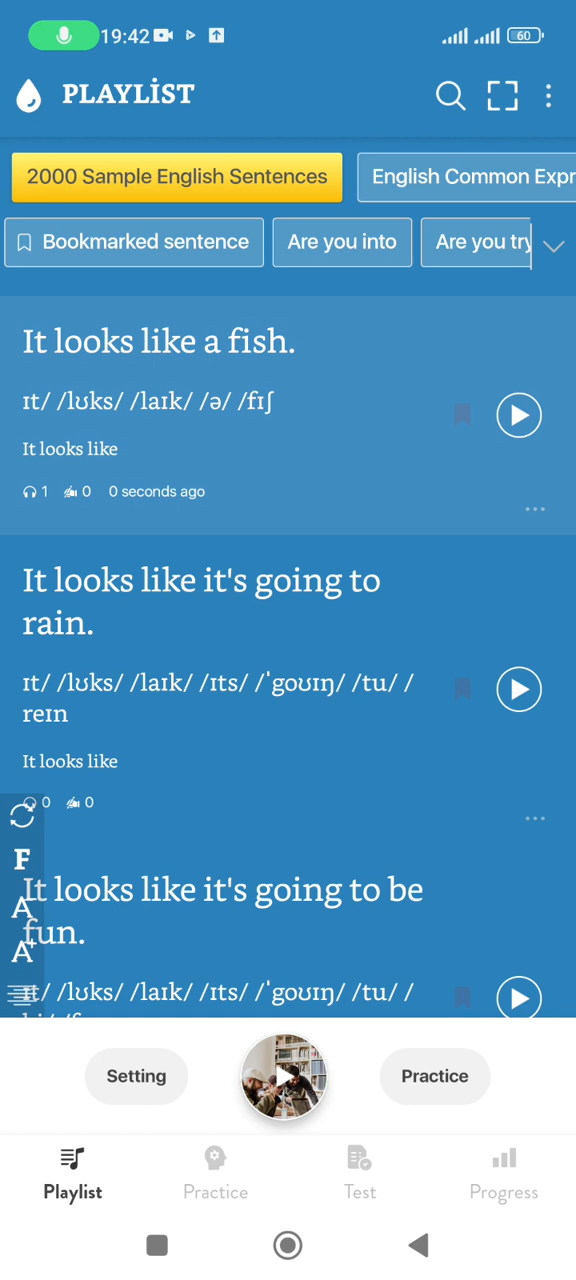 19:42
60
PLAYLİST
2000 Sample English Sentences
English Common Expr
Bookmarked sentence
Are you into
Are you try
It looks like a fish.
ɪt/ /lʊks/ /laɪk/ /ə/ /fɪʃ
It looks like
1 0 0 seconds ago
It looks like it's going to
rain.
ɪt/ /lʊks/ /laɪk/ /ɪts/ /ˈɡoʊɪŋ/ /tu/ /
reɪn
It looks like
0 0
F
It looks like it's going to be
A
fun.
A+
ɪt/ /lʊks/ /laɪk/ /ɪts/ /ˈɡoʊɪŋ/ /tu/ /
Setting
Practice
Playlist
Practice
Test
Progress